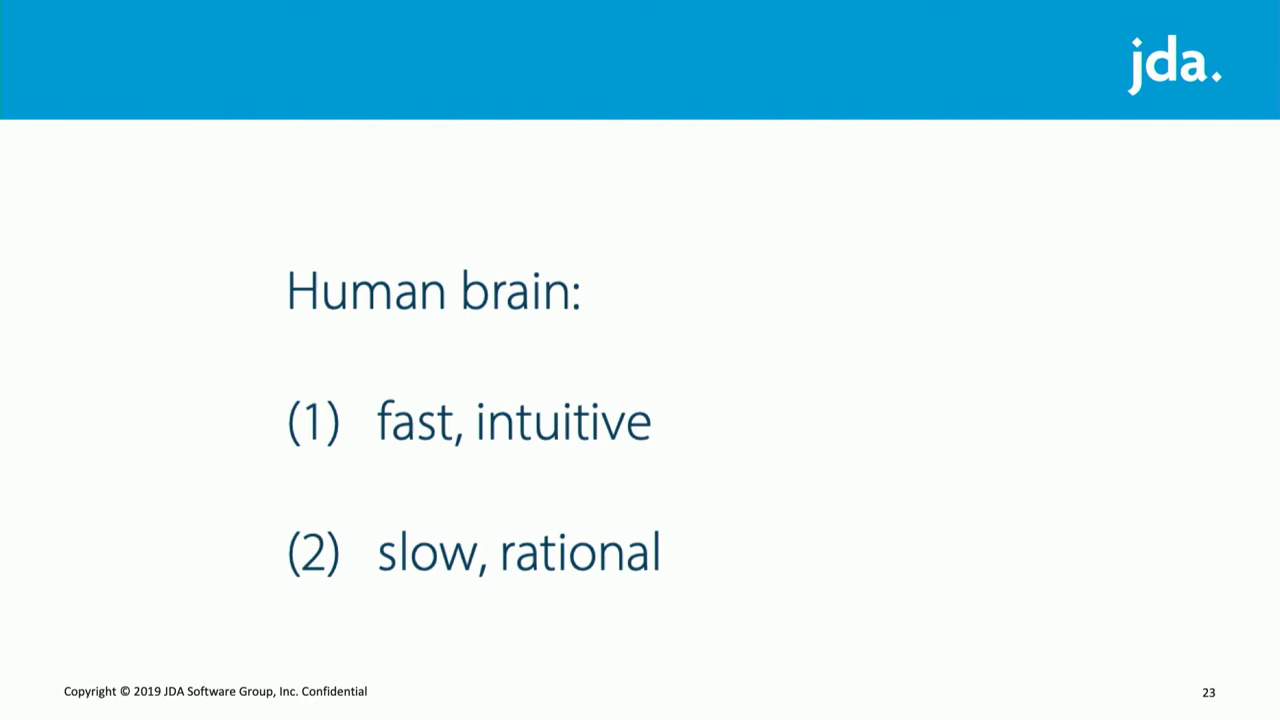 jda.
Human brain:
(1) fast, intuitive
(2) slow, rational
Copyright © 2019 JDA Software Group, Inc. Confidential
23